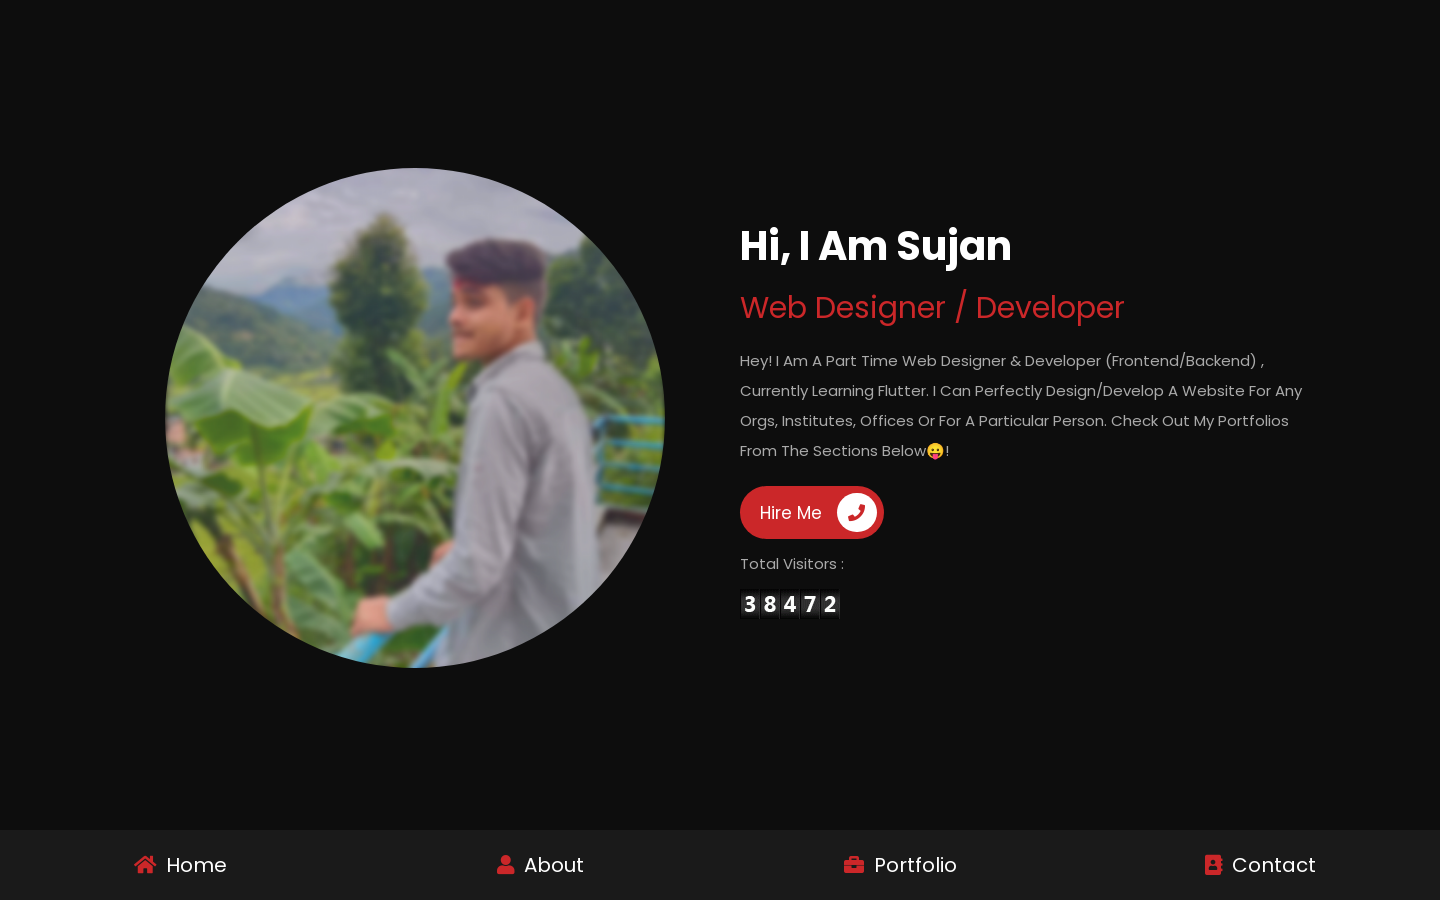 Hi, I Am Sujan
Web Designer / Developer
Hey! I Am A Part Time Web Designer & Developer (Frontend/Backend) ,
Currently Learning Flutter. I Can Perfectly Design/Develop A Website For Any
Orgs, Institutes, Offices Or For A Particular Person. Check Out My Portfolios
From The Sections Below😛!
Hire Me
Total Visitors :
38472
Home About Portfolio Contact